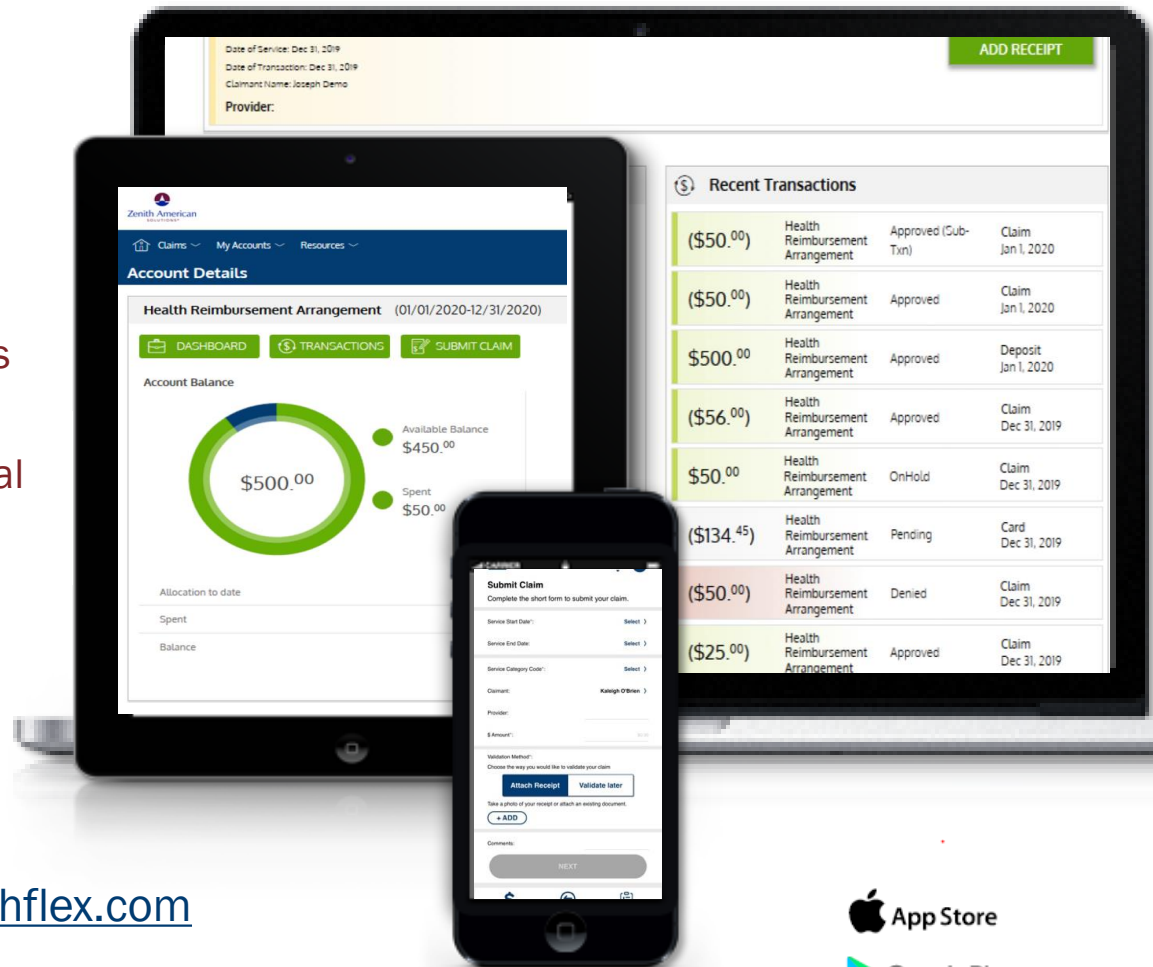 Date of Service: Dec 31, 2019
Date of Transaction: Dec 31, 2019
Claimant Name: Joseph Demo
Provider:
ADD RECEIPT
Recent Transactions
($50.00) Health Reimbursement Arrangement Approved (Sub-Txn) Claim Jan 1, 2020
($50.00) Health Reimbursement Arrangement Approved Claim Jan 1, 2020
$500.00 Health Reimbursement Arrangement Approved Deposit Jan 1, 2020
($56.00) Health Reimbursement Arrangement Approved Claim Dec 31, 2019
$50.00 Health Reimbursement Arrangement OnHold Claim Dec 31, 2019
($134.45) Health Reimbursement Arrangement Pending Card Dec 31, 2019
($50.00) Health Reimbursement Arrangement Denied Claim Dec 31, 2019
($25.00) Health Reimbursement Arrangement Approved Claim Dec 31, 2019
Zenith American
SOLUTIONS
Claims My Accounts Resources
Account Details
Health Reimbursement Arrangement (01/01/2020-12/31/2020)
DASHBOARD TRANSACTIONS SUBMIT CLAIM
Account Balance
$500.00
Available Balance
$450.00
Spent
$50.00
Allocation to date
Spent
Balance
s
al
CARRIER
Submit Claim
Complete the short form to submit your claim.
Service Start Date*: Select
Service End Date: Select
Service Category Code*: Select
Claimant: Kaleigh O'Brien
Provider:
$ Amount*: $0.00
Validation Method*:
Choose the way you would like to validate your claim
Attach Receipt Validate later
Take a photo of your receipt or attach an existing document.
+ ADD
Comments:
NEXT
hflex.com
App Store